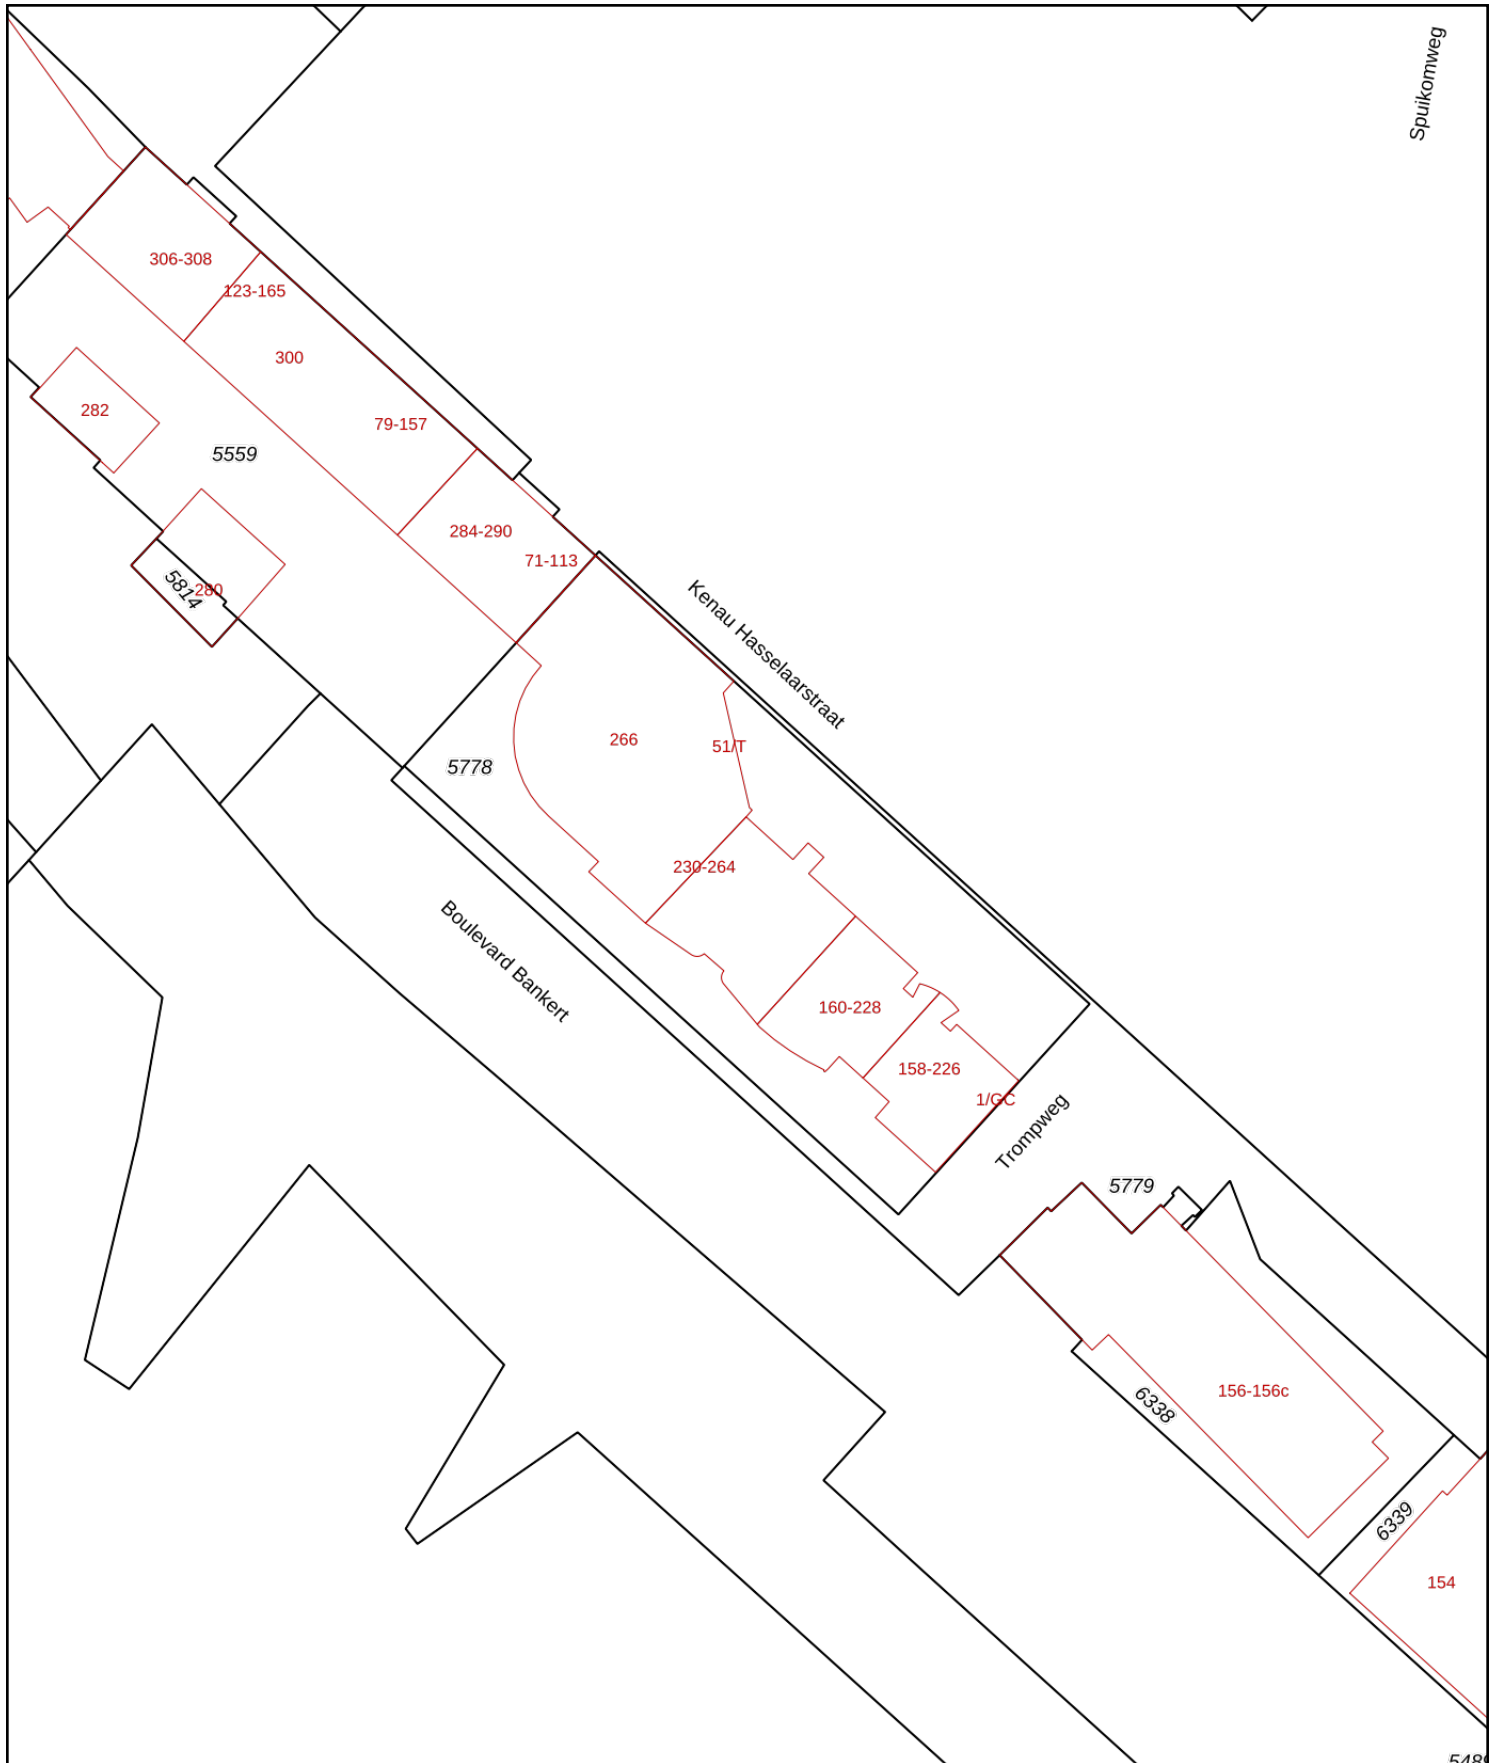 Spuikomweg
306-308
123-165
300
282
79-157
5559
284-290
71-113
280
5814
Kenau Hasselaarstraat
266
51/T
5778
230-264
Boulevard Bankert
160-228
158-226
1/GC
Trompweg
5779
156-156c
6338
6339
154